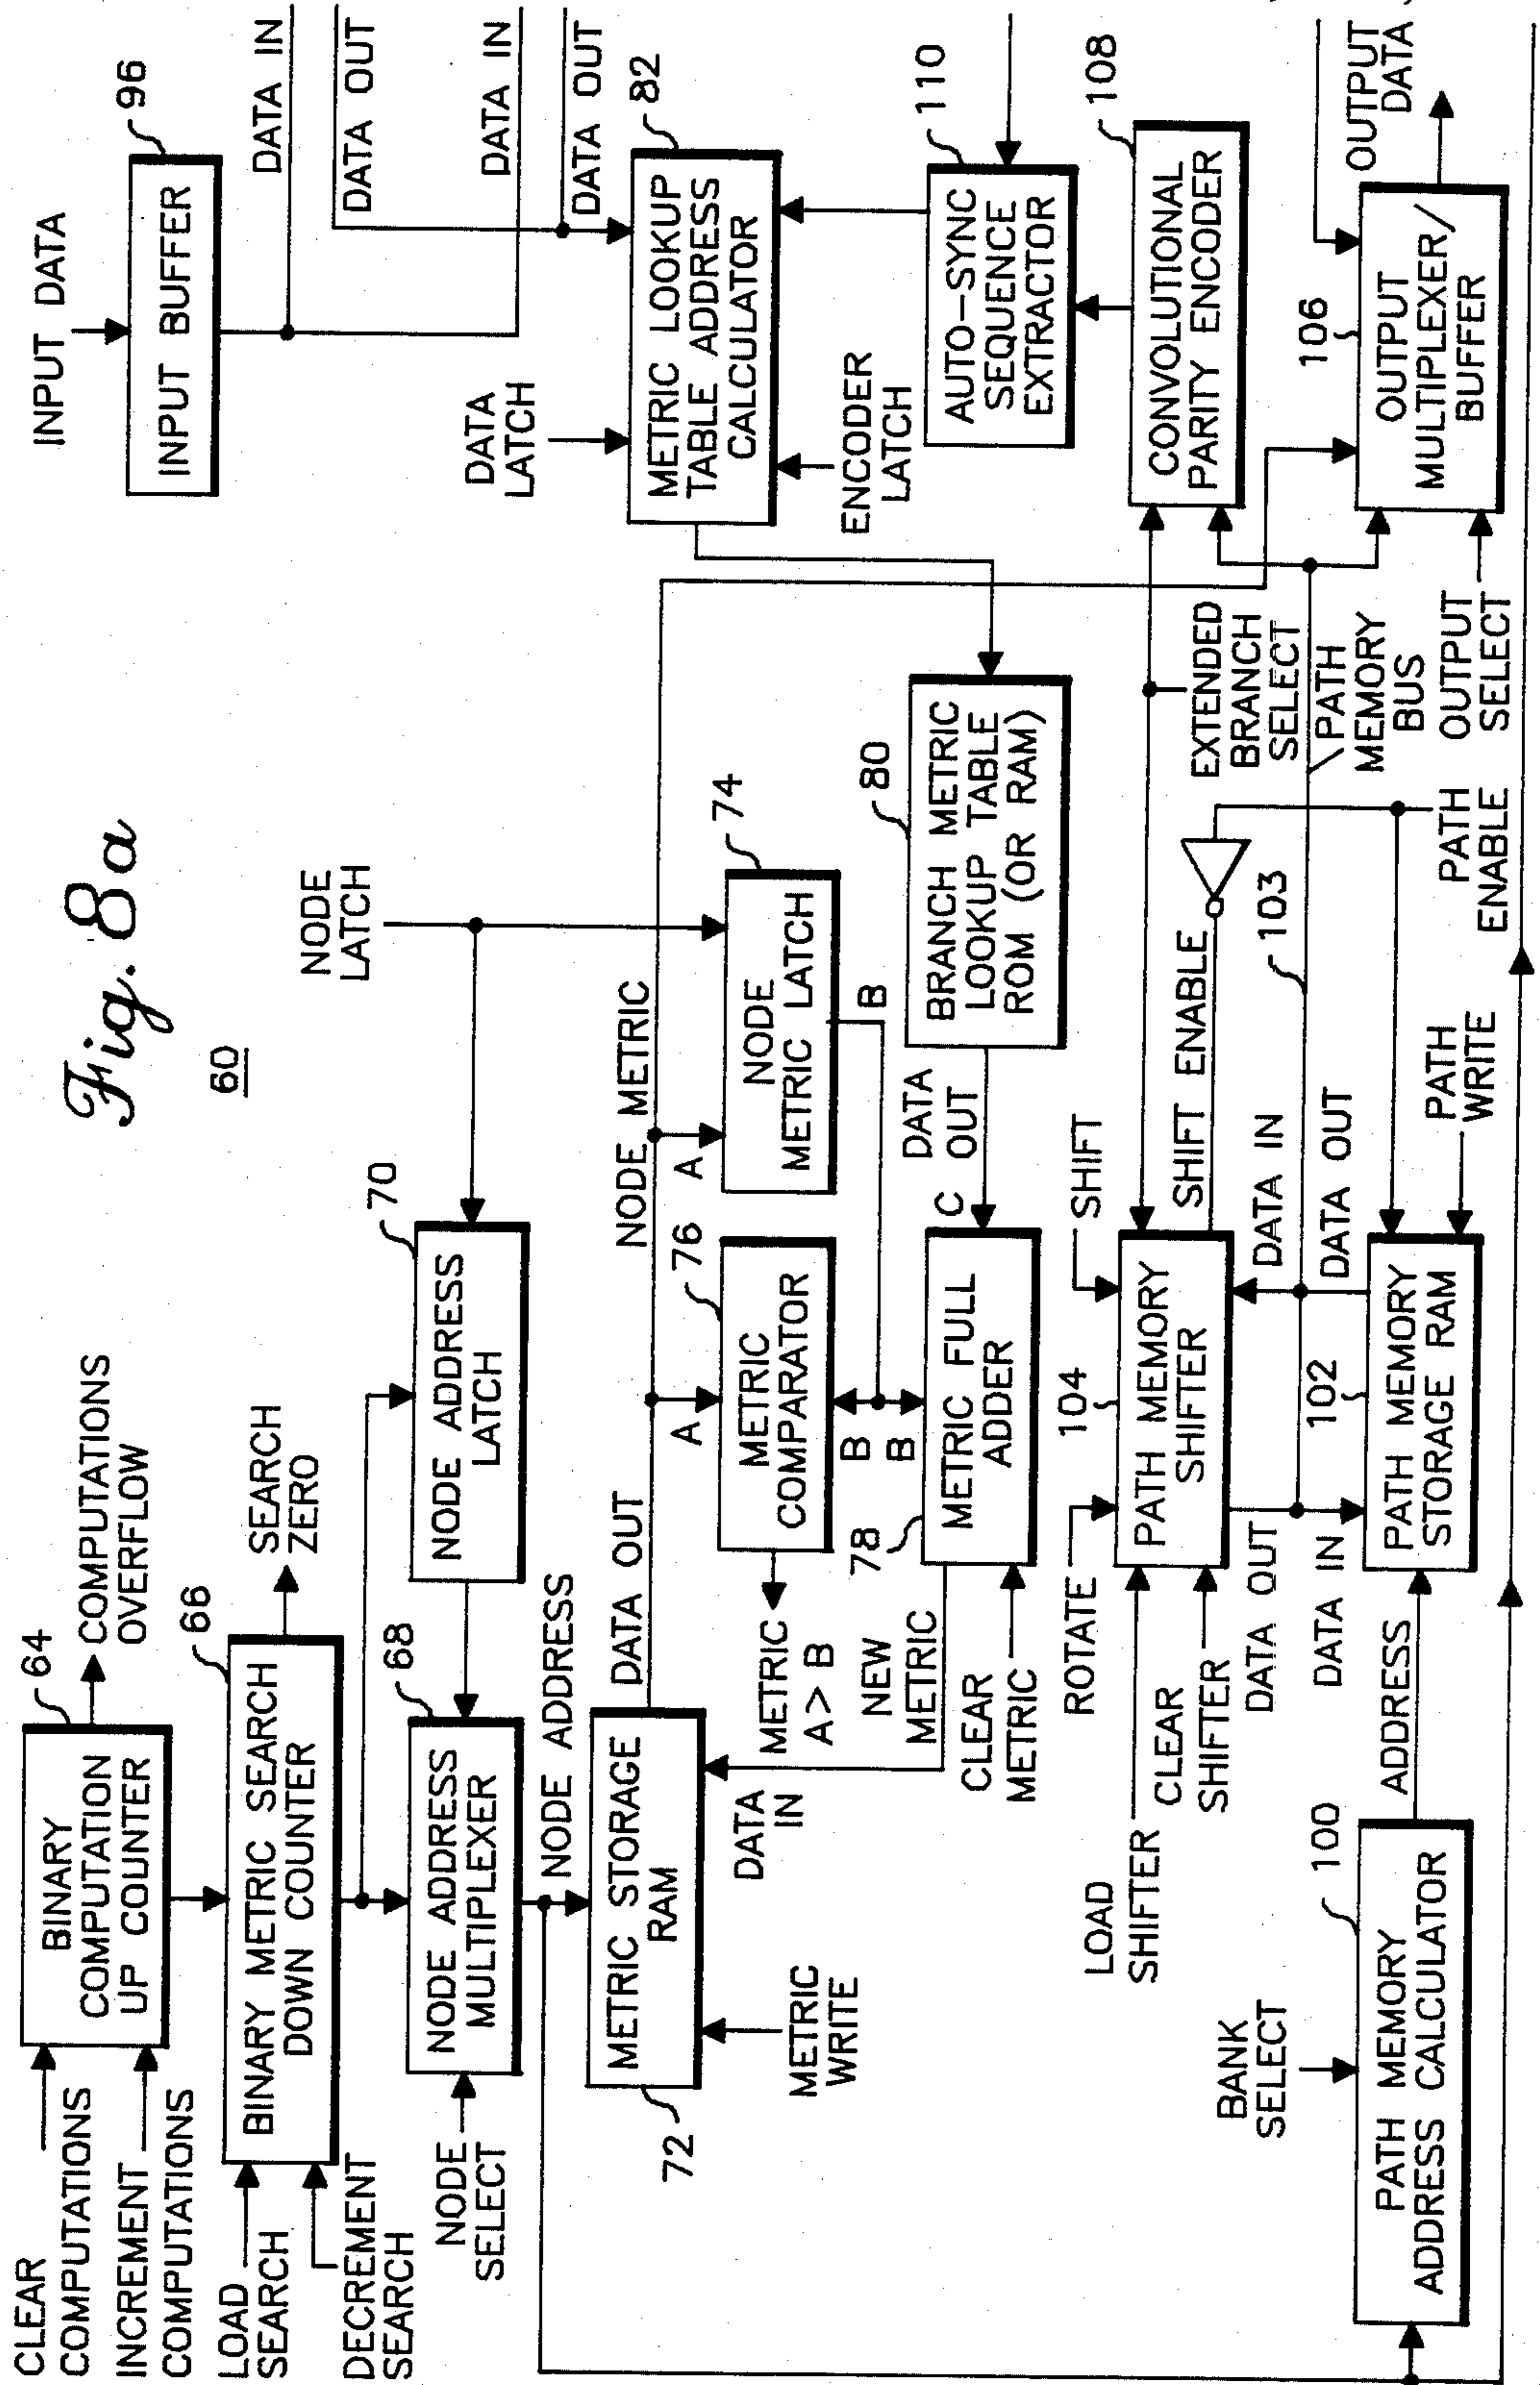 Fig. 8a
60
CLEAR
COMPUTATIONS
INCREMENT
COMPUTATIONS
BINARY
COMPUTATION
UP COUNTER
64
COMPUTATIONS
OVERFLOW
LOAD
SEARCH
DECREMENT
SEARCH
BINARY METRIC SEARCH
DOWN COUNTER
66
SEARCH
ZERO
NODE
SELECT
NODE ADDRESS
MULTIPLEXER
68
NODE ADDRESS
LATCH
70
NODE
LATCH
NODE ADDRESS
METRIC STORAGE
RAM
72
METRIC
WRITE
DATA
IN
DATA OUT
NODE METRIC
A
METRIC
COMPARATOR
76
METRIC
A > B
B
B
A
NODE
METRIC LATCH
74
B
METRIC FULL
ADDER
78
NEW
METRIC
CLEAR
METRIC
C
DATA
OUT
BRANCH METRIC
LOOKUP TABLE
ROM (OR RAM)
80
INPUT DATA
INPUT BUFFER
96
DATA IN
DATA OUT
DATA IN
DATA OUT
DATA
LATCH
METRIC LOOKUP
TABLE ADDRESS
CALCULATOR
82
ENCODER
LATCH
AUTO-SYNC
SEQUENCE
EXTRACTOR
110
CONVOLUTIONAL
PARITY ENCODER
108
EXTENDED
BRANCH
SELECT
PATH
MEMORY
BUS
OUTPUT
SELECT
106
OUTPUT
MULTIPLEXER/
BUFFER
OUTPUT
DATA
ROTATE
SHIFT
104
PATH MEMORY
SHIFTER
LOAD
SHIFTER
CLEAR
SHIFTER
SHIFT ENABLE
103
DATA OUT
DATA IN
DATA IN
DATA OUT
102
PATH MEMORY
STORAGE RAM
PATH
WRITE
PATH
ENABLE
ADDRESS
BANK
SELECT
100
PATH MEMORY
ADDRESS CALCULATOR